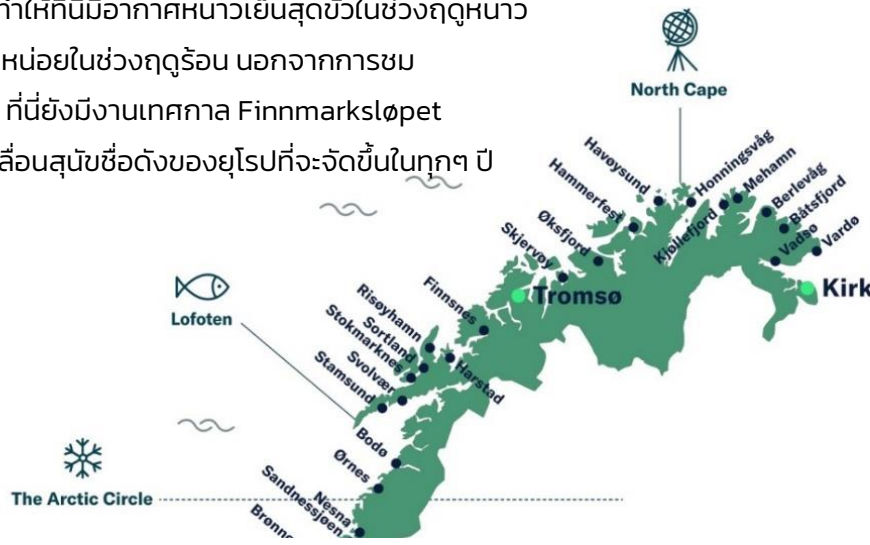 ทำให้ที่นี่มีอากาศหนาวเย็นสุดขั้วในช่วงฤดูหนาว
หน่อยในช่วงฤดูร้อน นอกจากการชม
ที่นี่ยังมีงานเทศกาล Finnmarksløpet
ลื่อนสุนัขชื่อดังของยุโรปที่จะจัดขึ้นในทุกๆ ปี
North Cape
Havøysund
Honningsvåg
Mehamn
Hammerfest
Berlevåg
Båtsfjord
Kjøllefjord
Øksfjord
Vadsø
Vardø
Skjervøy
Tromsø
Kirk
Finnsnes
Lofoten
Risøyhamn
Sortland
Stokmarknes
Harstad
Svolvær
Stamsund
Bodø
Ørnes
The Arctic Circle
Nesna
Sandnessjøen
Brønnø